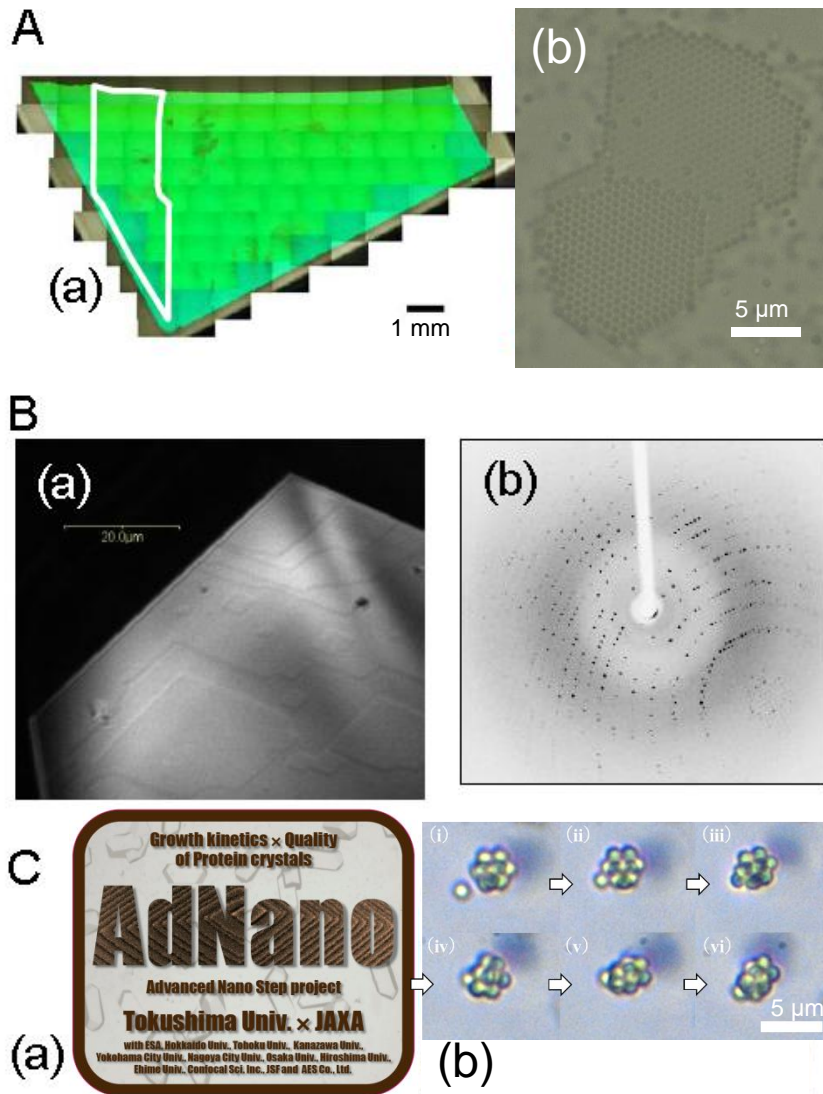 A
(a)
1 mm
(b)
5 µm
B
(a)
20.0µm
(b)
C
(a)
Growth kinetics × Quality
of Protein crystals
AdNano
Advanced Nano Step project
Tokushima Univ. × JAXA
with ESA, Hokkaido Univ., Tohoku Univ., Kanazawa Univ.,
Yokohama City Univ., Nagoya City Univ., Osaka Univ., Hiroshima Univ.,
Ehime Univ., Confocal Sci. Inc., JSF and AES Co., Ltd.
(i)
(ii)
(iii)
(iv)
(v)
(vi)
5 µm
(b)